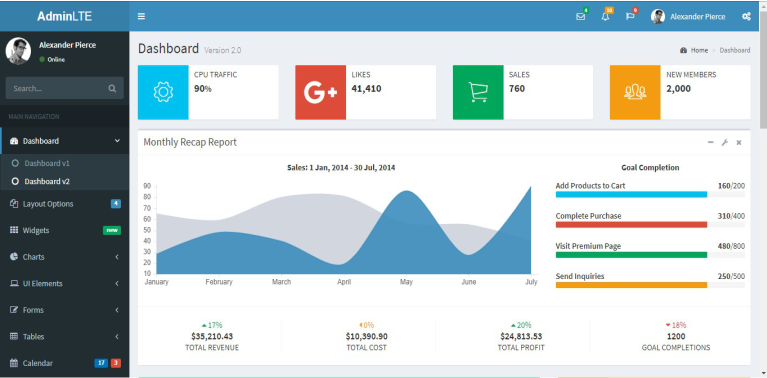 AdminLTE
4
10
9
Alexander Pierce
Alexander Pierce
Online
Search...
MAIN NAVIGATION
Dashboard
Dashboard v1
Dashboard v2
Layout Options 4
Widgets new
Charts
UI Elements
Forms
Tables
Calendar 17 3
Dashboard Version 2.0
Home > Dashboard
CPU TRAFFIC
90%
G+
LIKES
41,410
SALES
760
NEW MEMBERS
2,000
Monthly Recap Report
Sales: 1 Jan, 2014 - 30 Jul, 2014
90
80
70
60
50
40
30
20
10
January February March April May June July
Goal Completion
Add Products to Cart 160/200
Complete Purchase 310/400
Visit Premium Page 480/800
Send Inquiries 250/500
17%
$35,210.43
TOTAL REVENUE
0%
$10,390.90
TOTAL COST
20%
$24,813.53
TOTAL PROFIT
18%
1200
GOAL COMPLETIONS